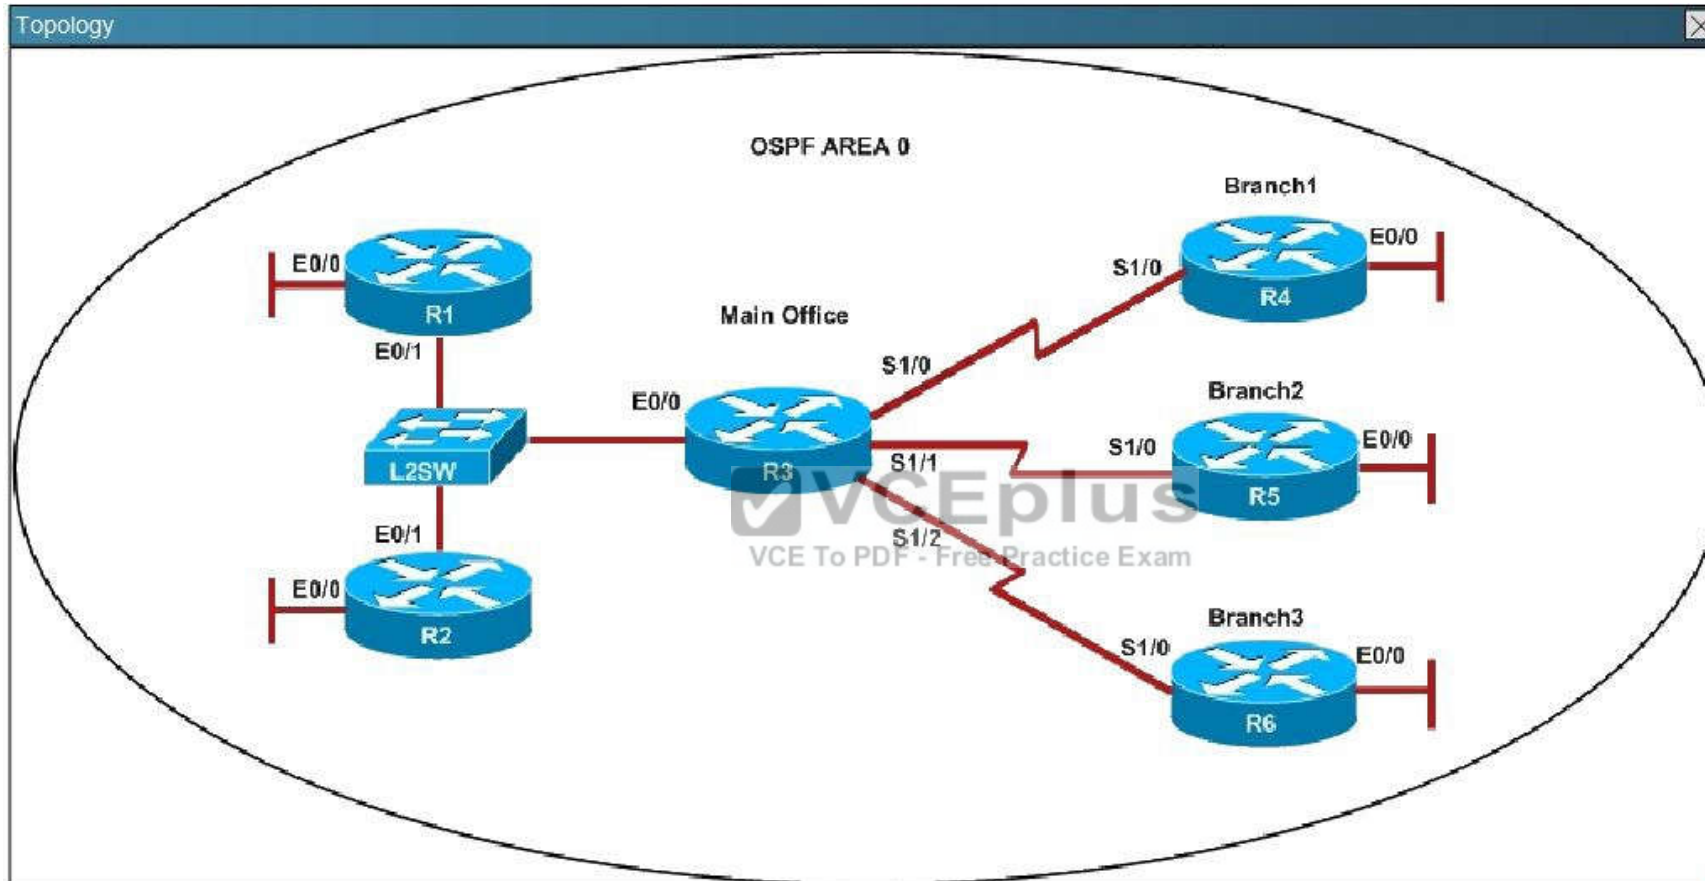 Topology
OSPF AREA 0
Branch1
E0/0
E0/0
S1/0
R4
R1
Main Office
E0/1
S1/0
Branch2
E0/0
E0/0
S1/0
S1/1
L2SW
R3
R5
VCEplus
E0/1
S1/2
VCE To PDF - Free Practice Exam
E0/0
Branch3
R2
S1/0
E0/0
R6